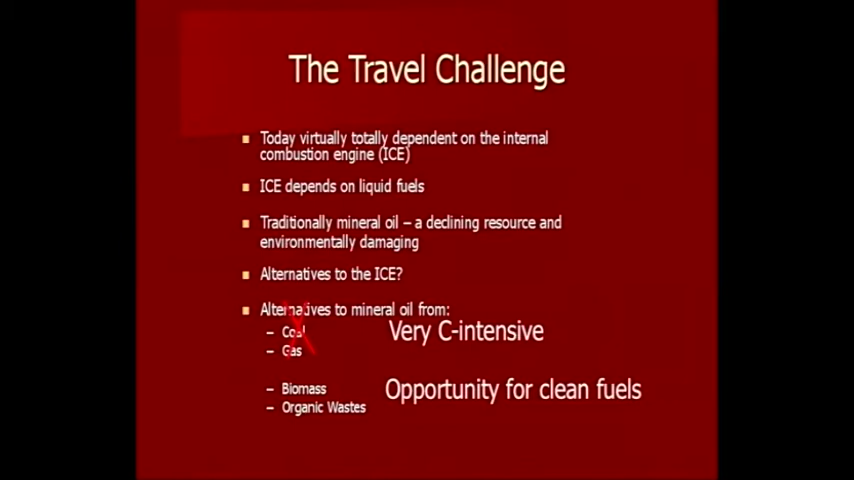 The Travel Challenge
Today virtually totally dependent on the internal
combustion engine (ICE)
ICE depends on liquid fuels
Traditionally mineral oil – a declining resource and
environmentally damaging
Alternatives to the ICE?
Alternatives to mineral oil from:
– Coal
Very C-intensive
– Gas
– Biomass
Opportunity for clean fuels
– Organic Wastes